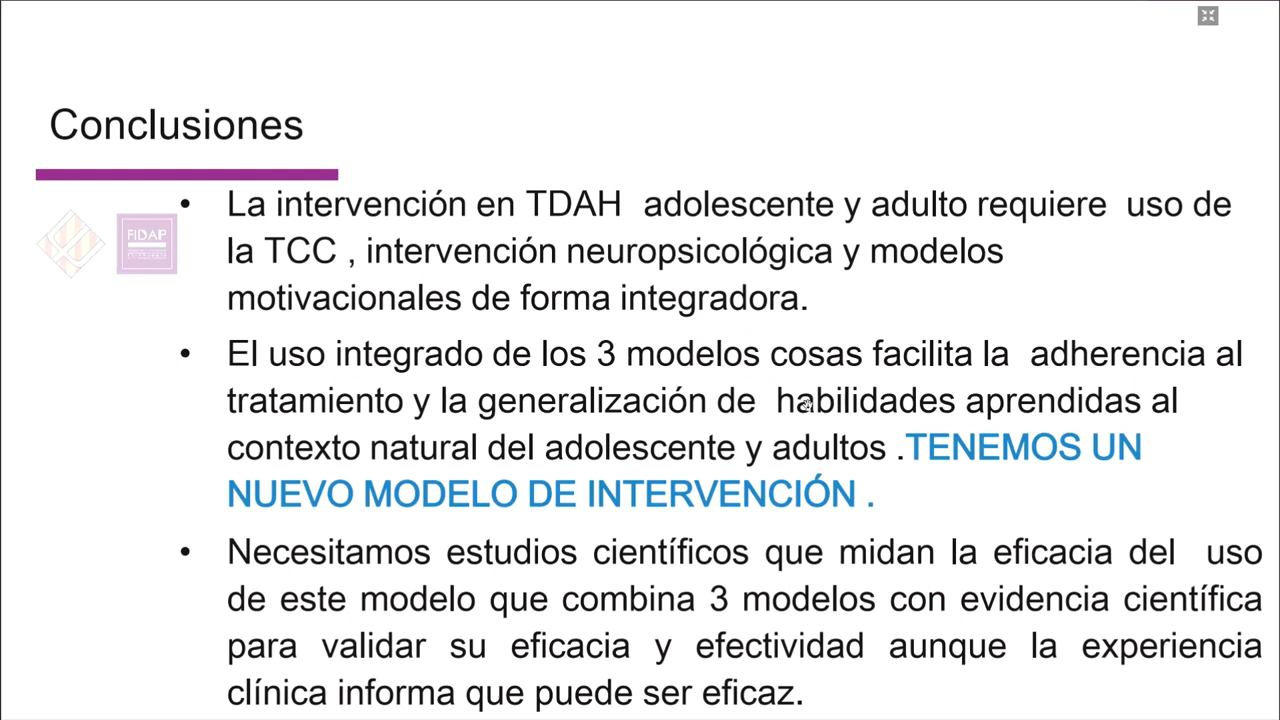 Conclusiones
FIDAP
• La intervención en TDAH adolescente y adulto requiere uso de
la TCC , intervención neuropsicológica y modelos
motivacionales de forma integradora.
• El uso integrado de los 3 modelos cosas facilita la adherencia al
tratamiento y la generalización de habilidades aprendidas al
contexto natural del adolescente y adultos .TENEMOS UN
NUEVO MODELO DE INTERVENCIÓN .
• Necesitamos estudios científicos que midan la eficacia del uso
de este modelo que combina 3 modelos con evidencia científica
para validar su eficacia y efectividad aunque la experiencia
clínica informa que puede ser eficaz.